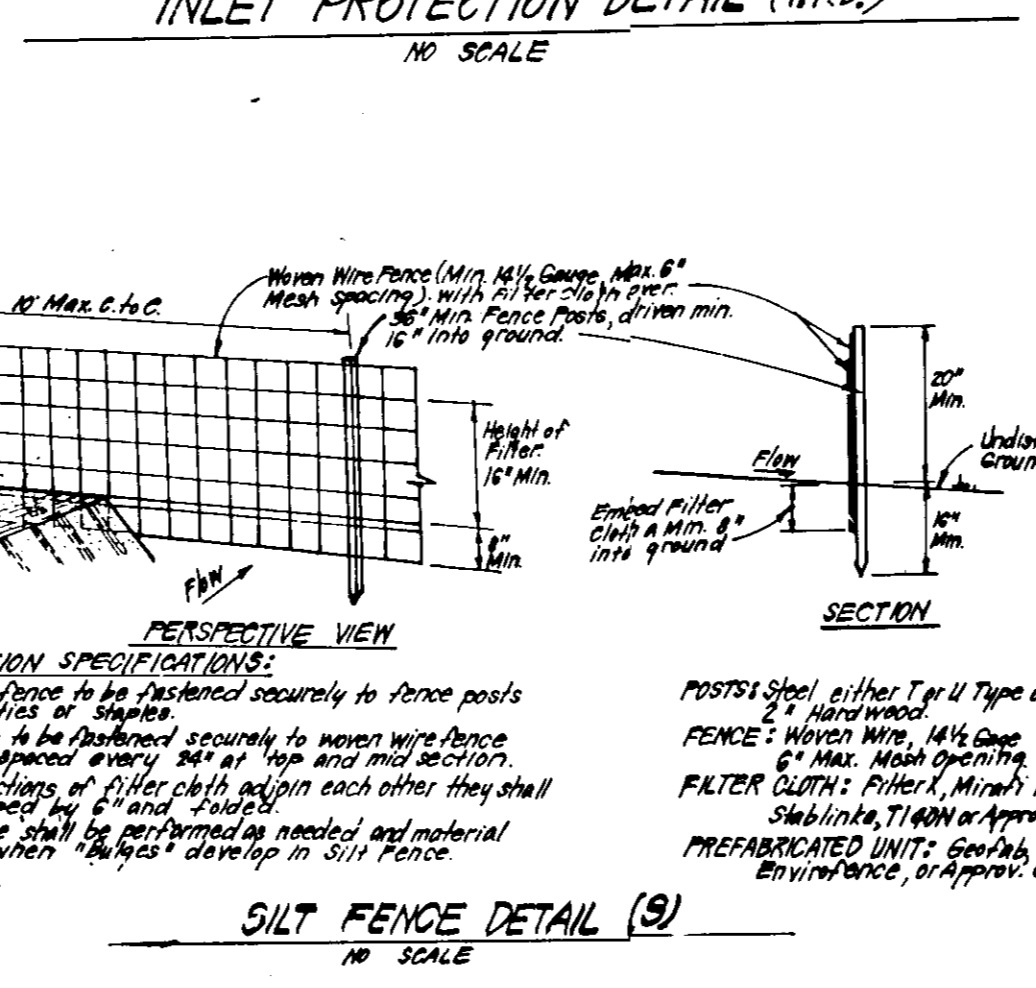 INLET PROTECTION DETAIL
NO SCALE
10' Max. C. to C.
Woven Wire Fence (Min. 14½ Gauge, Max. 6"
Mesh spacing). with Filter cloth over.
36" Min. Fence Posts, driven min.
16" into ground.
Height of
Filter.
16" Min.
8"
Min.
Flow
PERSPECTIVE VIEW
20"
Min.
Flow
Embed Filter
Cloth a Min. 8"
into ground
16"
Min.
SECTION
SPECIFICATIONS:
fence to be fastened securely to fence posts
ties or staples.
to be fastened securely to woven wire fence
spaced every 24" at top and mid section.
of filter cloth adjoin each other they shall
by 6" and folded.
shall be performed as needed and material
when "Bulges" develop in Silt Fence.
POSTS: Steel either T or U Type
2" Hardwood.
FENCE: Woven Wire, 14½ Gage
6" Max. Mesh Opening
FILTER CLOTH: Filter X, Mirafi
Stablinka, T140N or
PREFABRICATED UNIT: Geofab,
Envirofence, or Approv.
SILT FENCE DETAIL (S)
NO SCALE